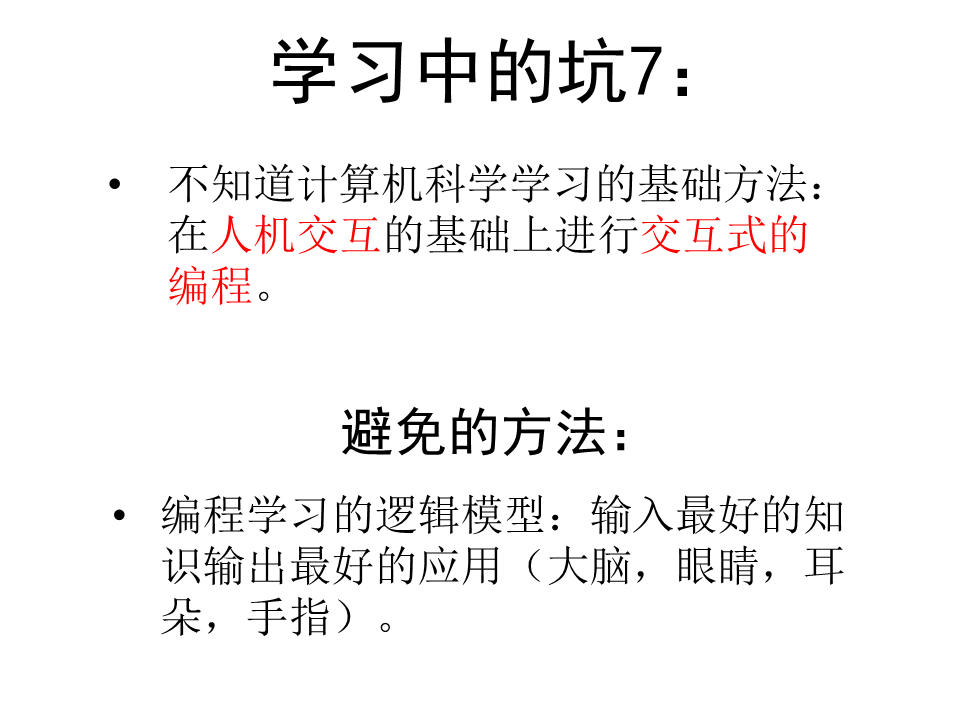 学习中的坑7：
• 不知道计算机科学学习的基础方法：
在人机交互的基础上进行交互式的
编程。
避免的方法：
• 编程学习的逻辑模型：输入最好的知
识输出最好的应用（大脑，眼睛，耳
朵，手指）。